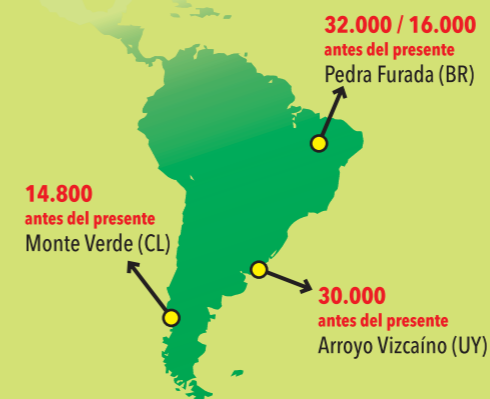 32.000 / 16.000
antes del presente
Pedra Furada (BR)
14.800
antes del presente
Monte Verde (CL)
30.000
antes del presente
Arroyo Vizcaíno (UY)